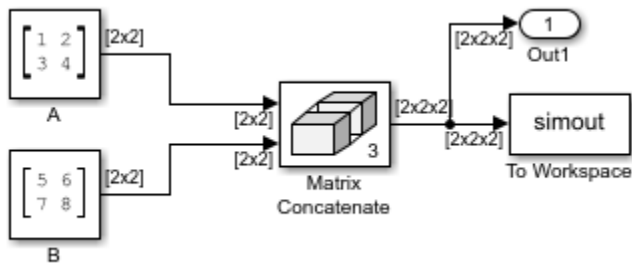 1 2
3 4
[2x2]
A
[2x2]
[2x2]
5 6
7 8
[2x2]
B
3
Matrix
Concatenate
[2x2x2]
[2x2x2]
1
Out1
[2x2x2]
simout
To Workspace